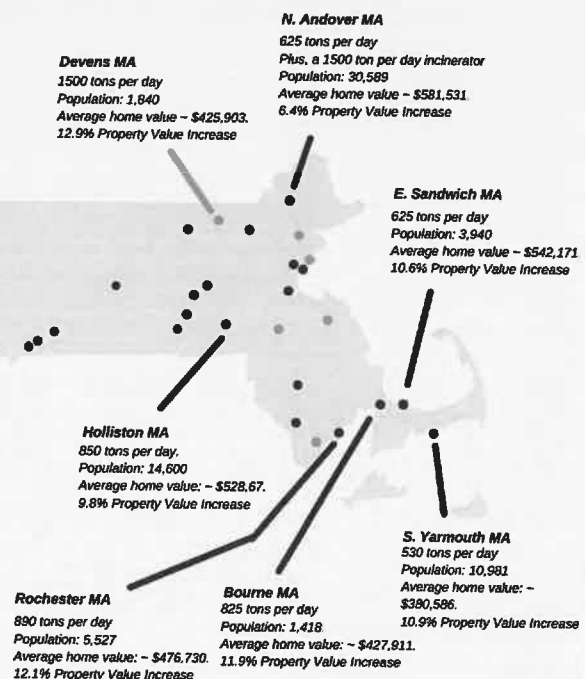 N. Andover MA
625 tons per day
Plus, a 1500 ton per day incinerator
Population: 30,589
Average home value ~ $581,531.
6.4% Property Value Increase
Devens MA
1500 tons per day
Population: 1,840
Average home value ~ $425,903.
12.9% Property Value Increase
E. Sandwich MA
625 tons per day
Population: 3,940
Average home value ~ $542,171
10.6% Property Value Increase
Holliston MA
850 tons per day.
Population: 14,600
Average home value: ~ $528,67.
9.8% Property Value Increase
S. Yarmouth MA
530 tons per day
Population: 10,981
Average home value: ~
$380,586.
10.9% Property Value Increase
Rochester MA
890 tons per day
Population: 5,527
Average home value: ~ $476,730.
12.1% Property Value Increase
Bourne MA
825 tons per day
Population: 1,418
Average home value: ~ $427,911.
11.9% Property Value Increase